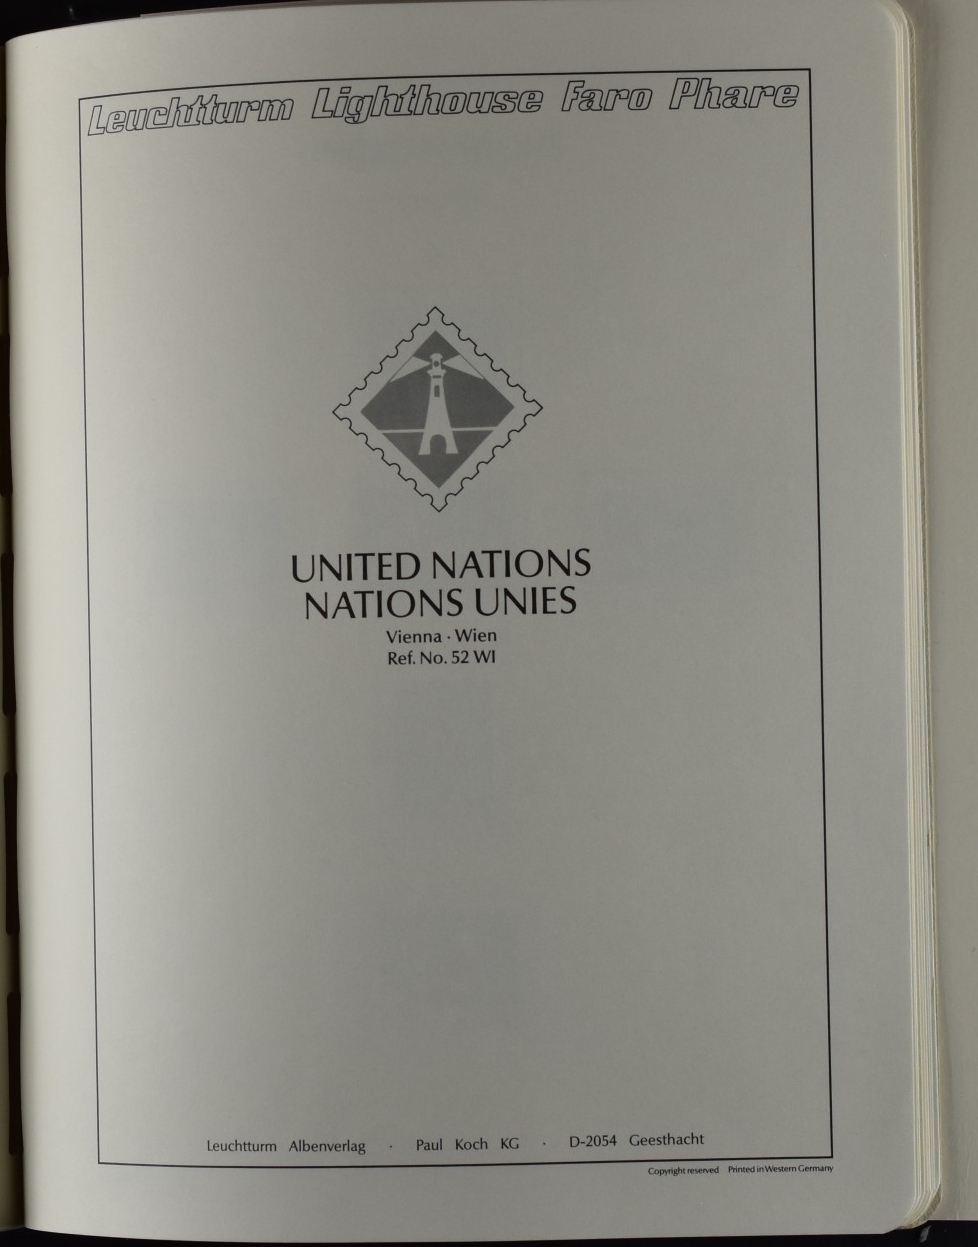 Leuchtturm Lighthouse Faro Phare
UNITED NATIONS
NATIONS UNIES
Vienna · Wien
Ref. No. 52 WI
Leuchtturm Albenverlag · Paul Koch KG · D-2054 Geesthacht
Copyright reserved Printed in Western Germany